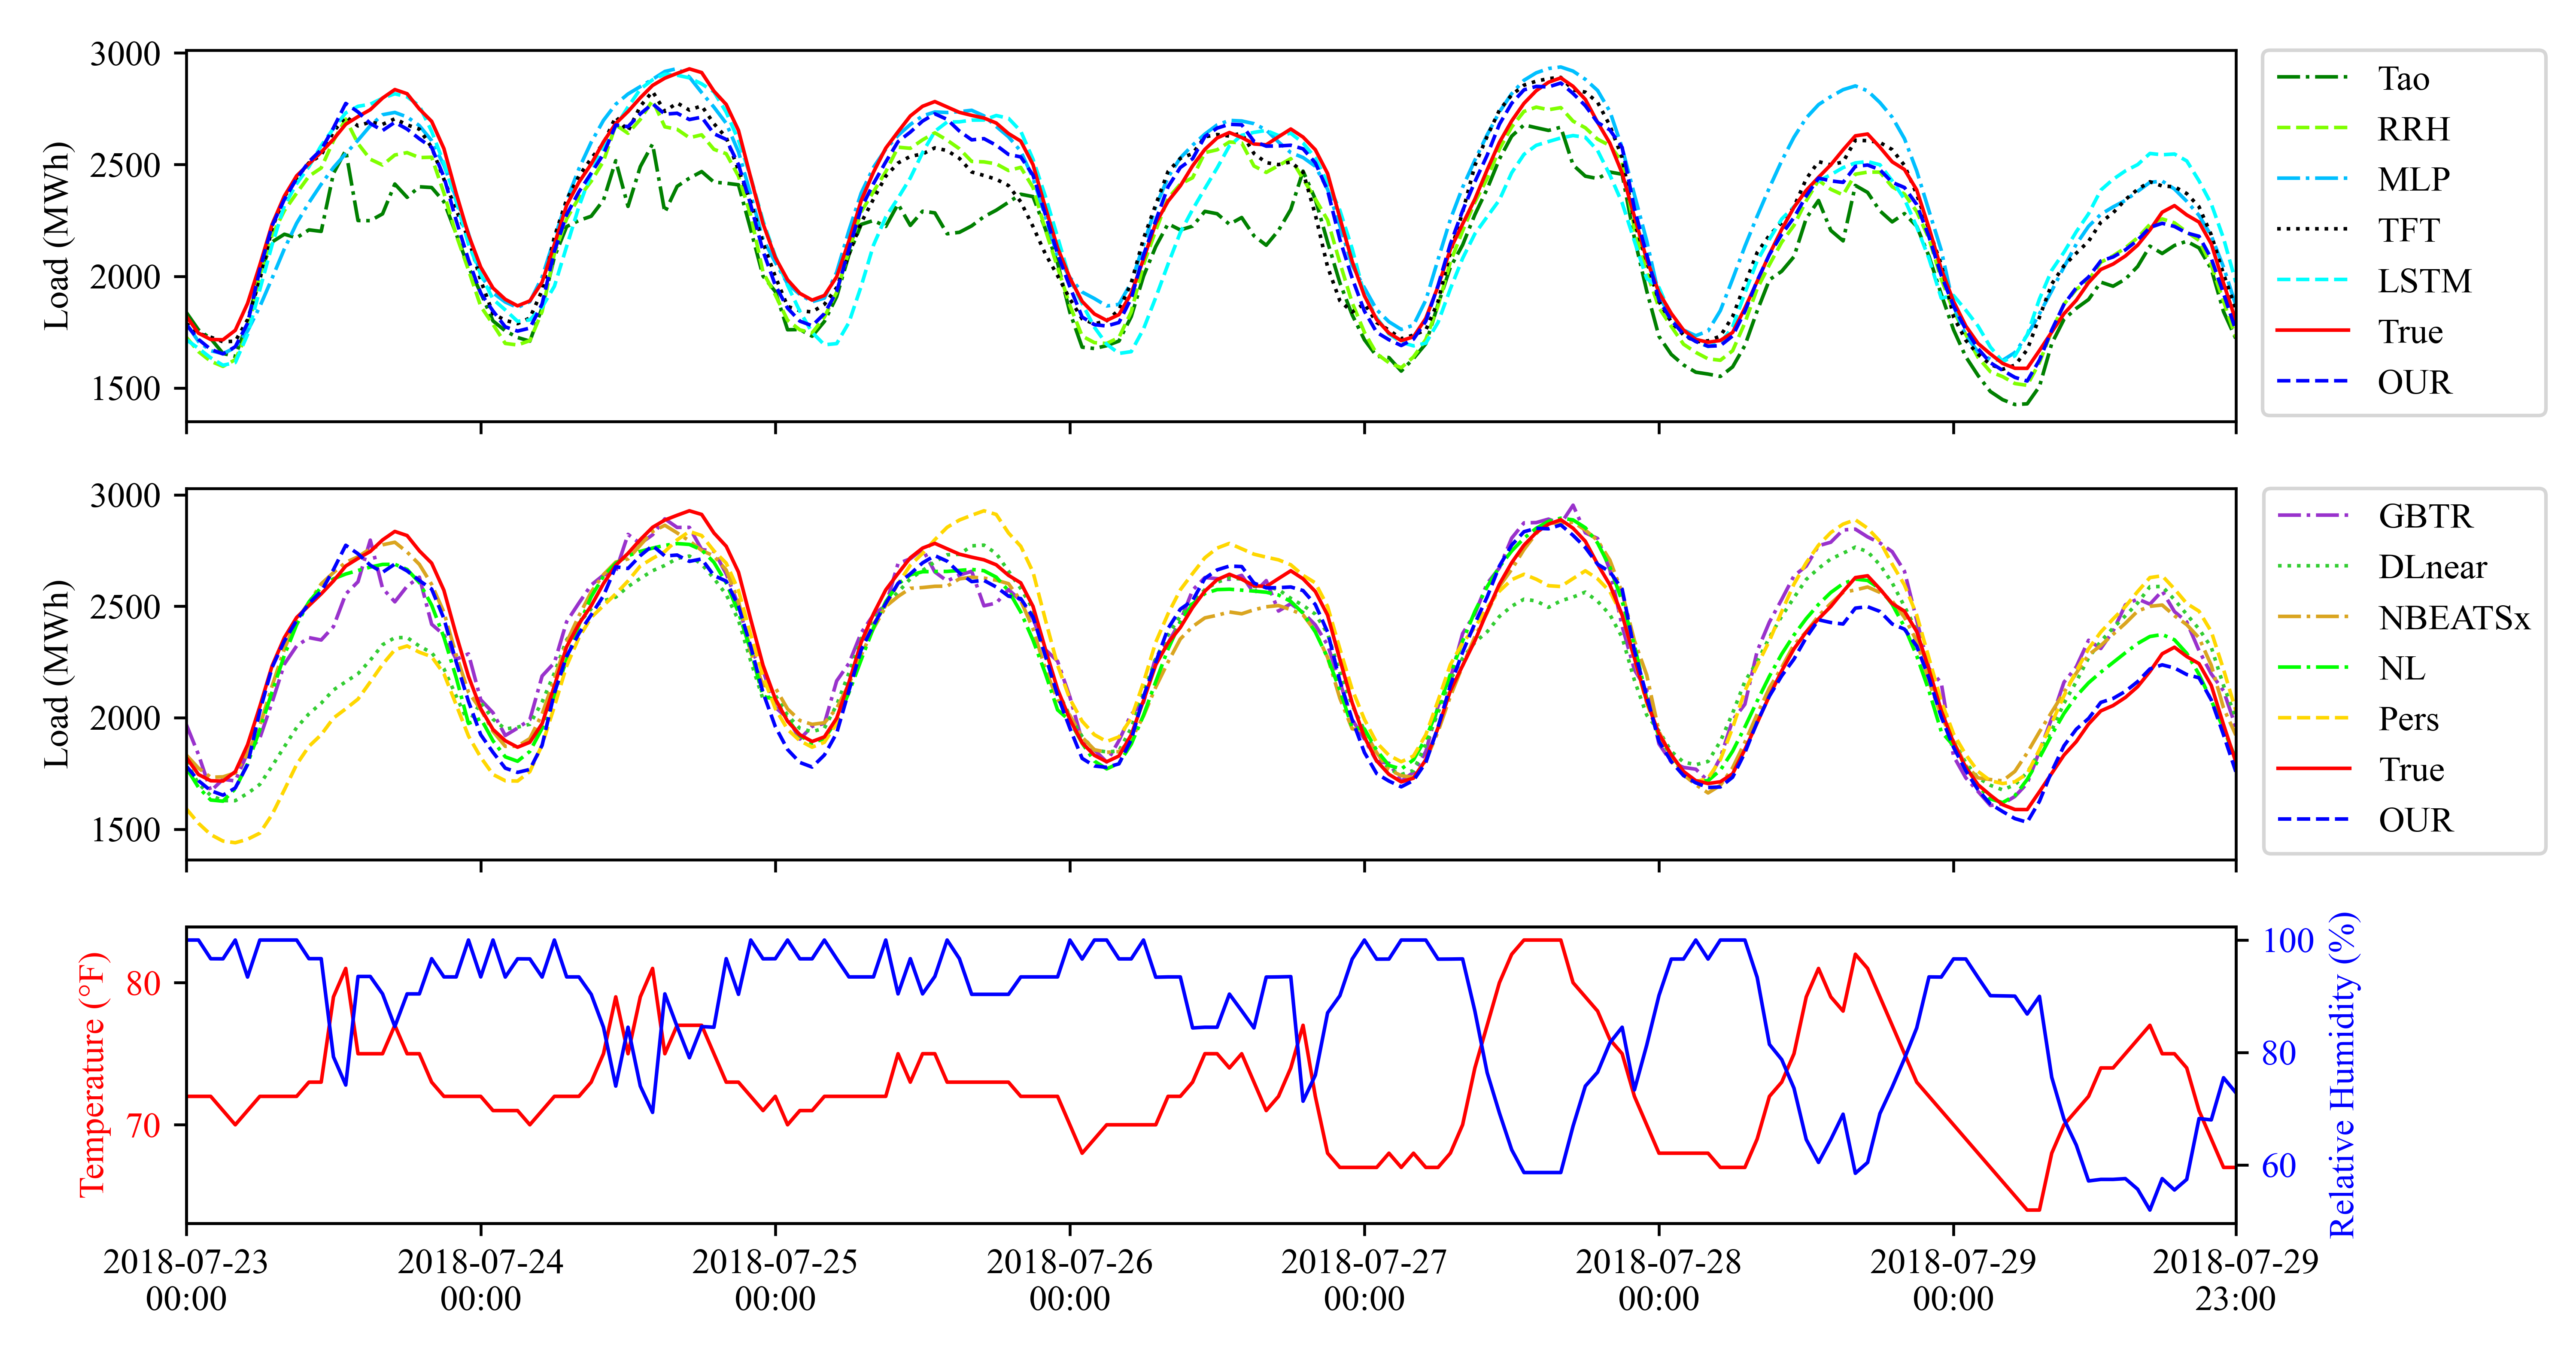 3000
2500
2000
1500
Load (MWh)
Tao
RRH
MLP
TFT
LSTM
True
OUR
3000
2500
2000
1500
Load (MWh)
GBTR
DLnear
NBEATSx
NL
Pers
True
OUR
80
70
Temperature (°F)
100
80
60
Relative Humidity (%)
2018-07-23 2018-07-24 2018-07-25 2018-07-26 2018-07-27 2018-07-28 2018-07-29 2018-07-29
00:00 00:00 00:00 00:00 00:00 00:00 00:00 23:00